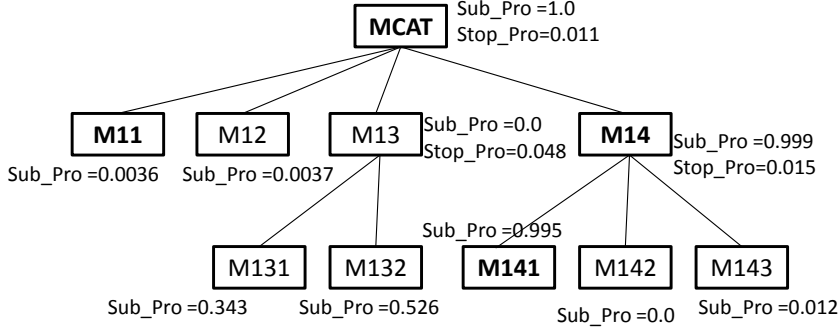 MCAT
Sub_Pro =1.0
Stop_Pro=0.011
M11
M12
M13
Sub_Pro =0.0
Stop_Pro=0.048
M14
Sub_Pro =0.999
Stop_Pro=0.015
Sub_Pro =0.0036
Sub_Pro =0.0037
Sub_Pro =0.995
M131
M132
M141
M142
M143
Sub_Pro =0.343
Sub_Pro =0.526
Sub_Pro =0.0
Sub_Pro =0.012